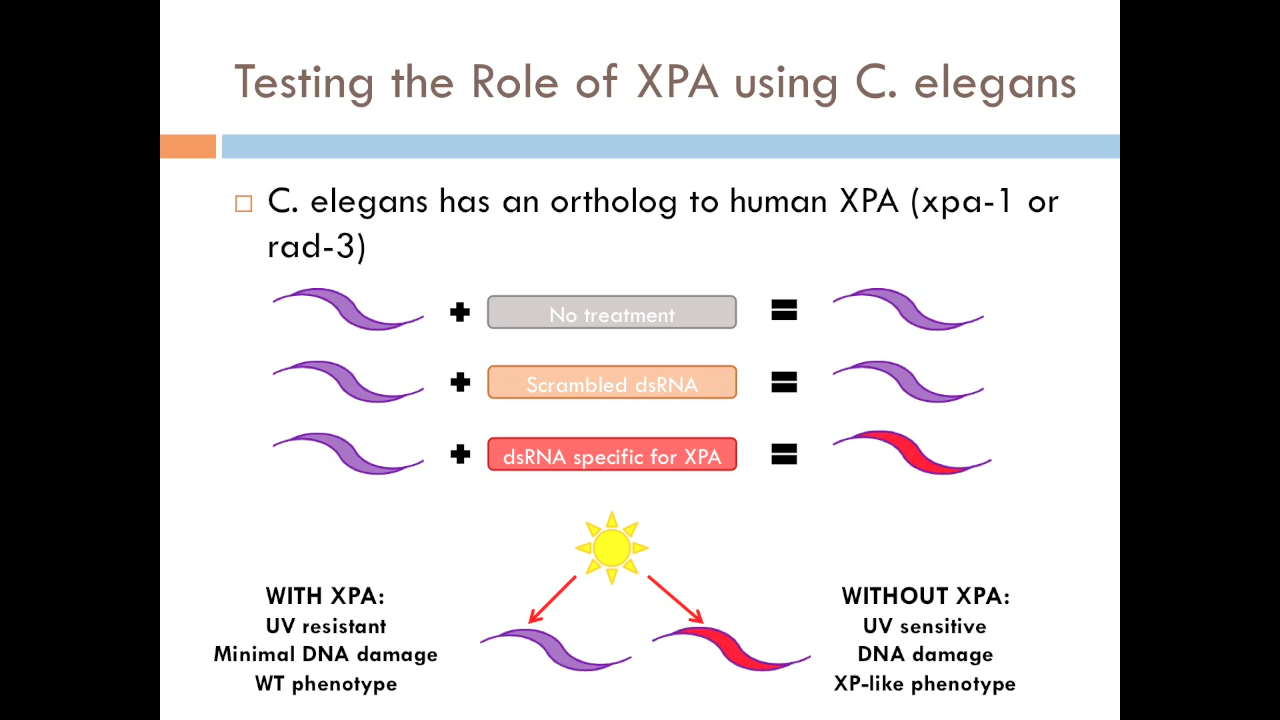 Testing the Role of XPA using C. elegans
C. elegans has an ortholog to human XPA (xpa-1 or
rad-3)
No treatment
Scrambled dsRNA
dsRNA specific for XPA
WITH XPA:
UV resistant
Minimal DNA damage
WT phenotype
WITHOUT XPA:
UV sensitive
DNA damage
XP-like phenotype